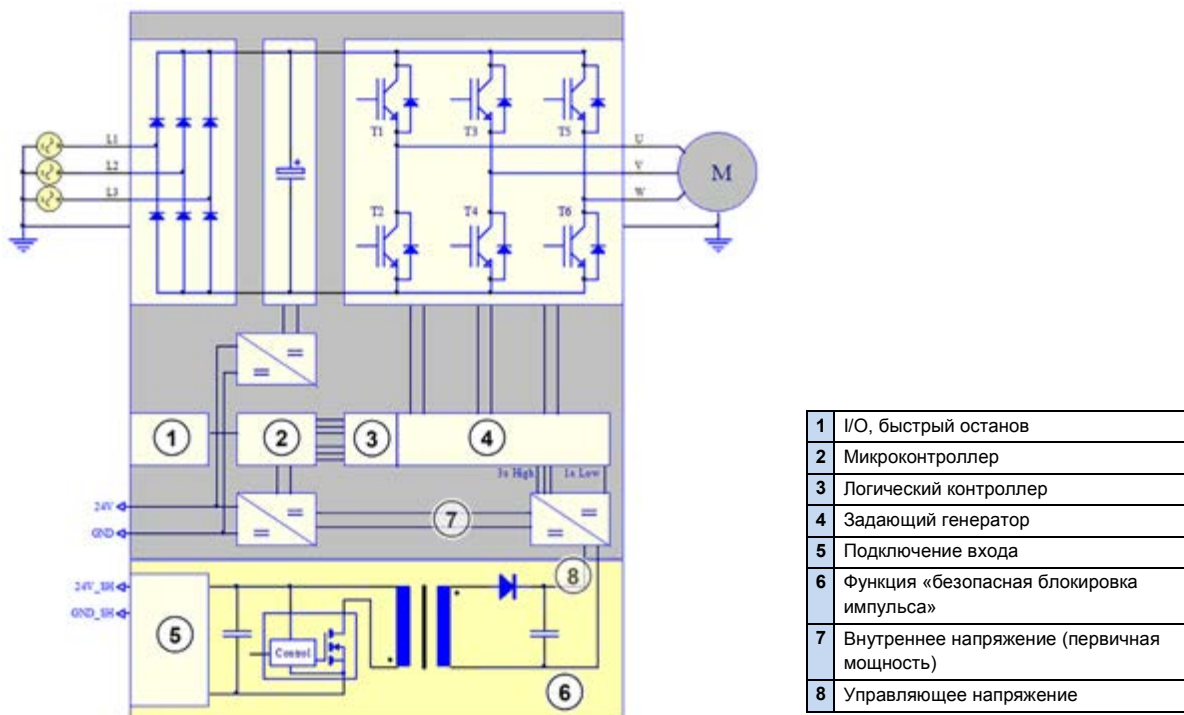 L1
L2
L3
T1
T3
T5
U
V
W
M
T2
T4
T6
1
2
3
4
3x High
1x Low
24V
GND
7
8
24V_SH
GND_SH
5
Control
6
1 I/O, быстрый останов
2 Микроконтроллер
3 Логический контроллер
4 Задающий генератор
5 Подключение входа
6 Функция «безопасная блокировка
импульса»
7 Внутреннее напряжение (первичная
мощность)
8 Управляющее напряжение